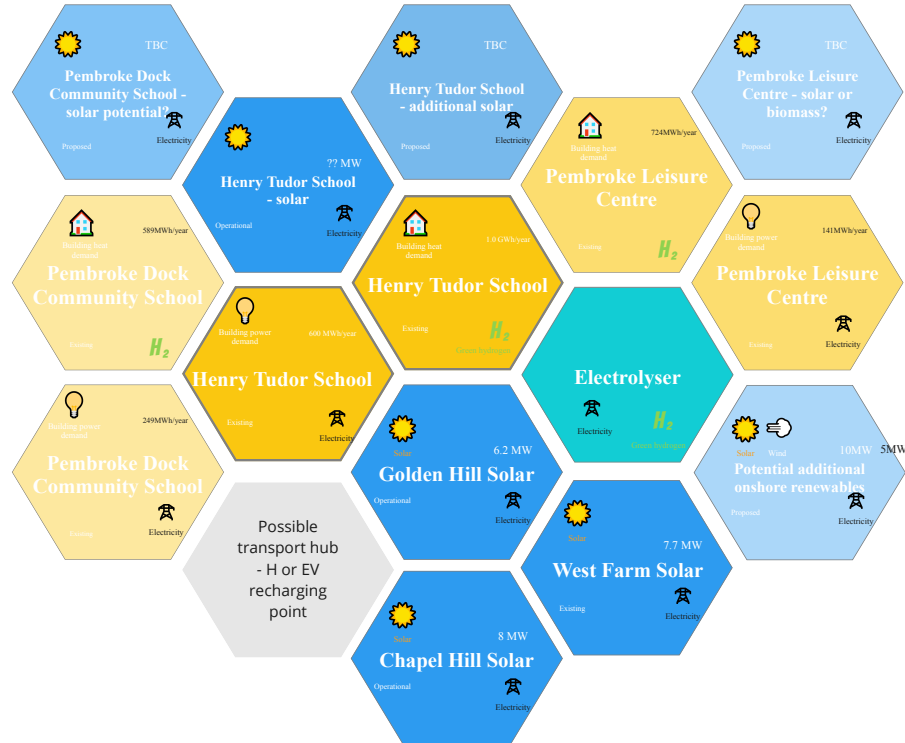 TBC
Pembroke Dock
Community School -
solar potential?
Proposed
Electricity
TBC
Henry Tudor School
- additional solar
Proposed
TBC
Pembroke Leisure
Centre - solar or
biomass?
Proposed
Electricity
?? MW
Henry Tudor School
- solar
Operational
Electricity
724MWh/year
Building heat
demand
Pembroke Leisure
Centre
Existing
H2
589MWh/year
Building heat
demand
Pembroke Dock
Community School
Existing
H2
1.0 GWh/year
Building heat
demand
Henry Tudor School
Existing
H2
Green hydrogen
141MWh/year
Building power
demand
Pembroke Leisure
Centre
Existing
Electricity
Building power
demand
600 MWh/year
Henry Tudor School
Existing
Electricity
Electrolyser
Electricity
H2
Green hydrogen
249MWh/year
Building power
demand
Pembroke Dock
Community School
Existing
Electricity
Solar
6.2 MW
Golden Hill Solar
Operational
Electricity
Solar
Wind
10MW
5MW
Potential additional
onshore renewables
Proposed
Electricity
Possible
transport hub
- H or EV
recharging
point
Solar
7.7 MW
West Farm Solar
Existing
Electricity
Solar
8 MW
Chapel Hill Solar
Operational
Electricity